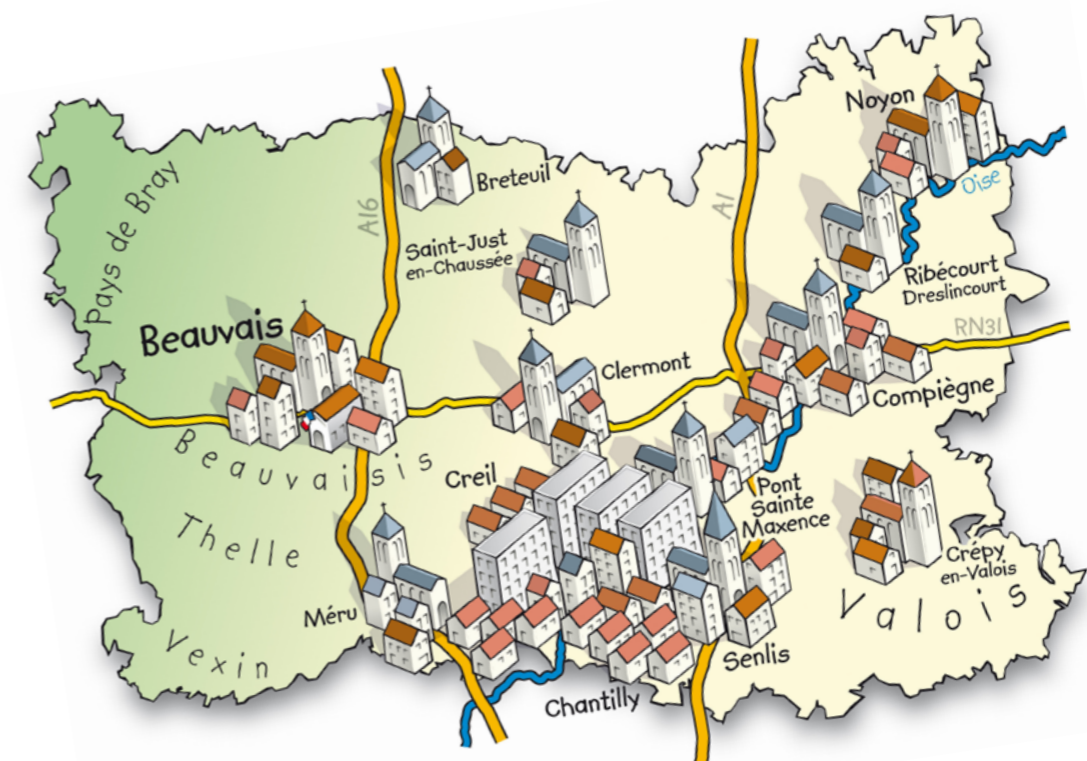 Noyon
Oise
Pays de Bray
Breteuil
A16
A1
Saint-Just
en-Chaussée
Ribécourt
Dreslincourt
Beauvais
RN31
Clermont
Compiègne
Beauvaisis
Creil
Pont
Sainte
Maxence
Thelle
Crépy
en-Valois
Méru
Valois
Vexin
Senlis
Chantilly